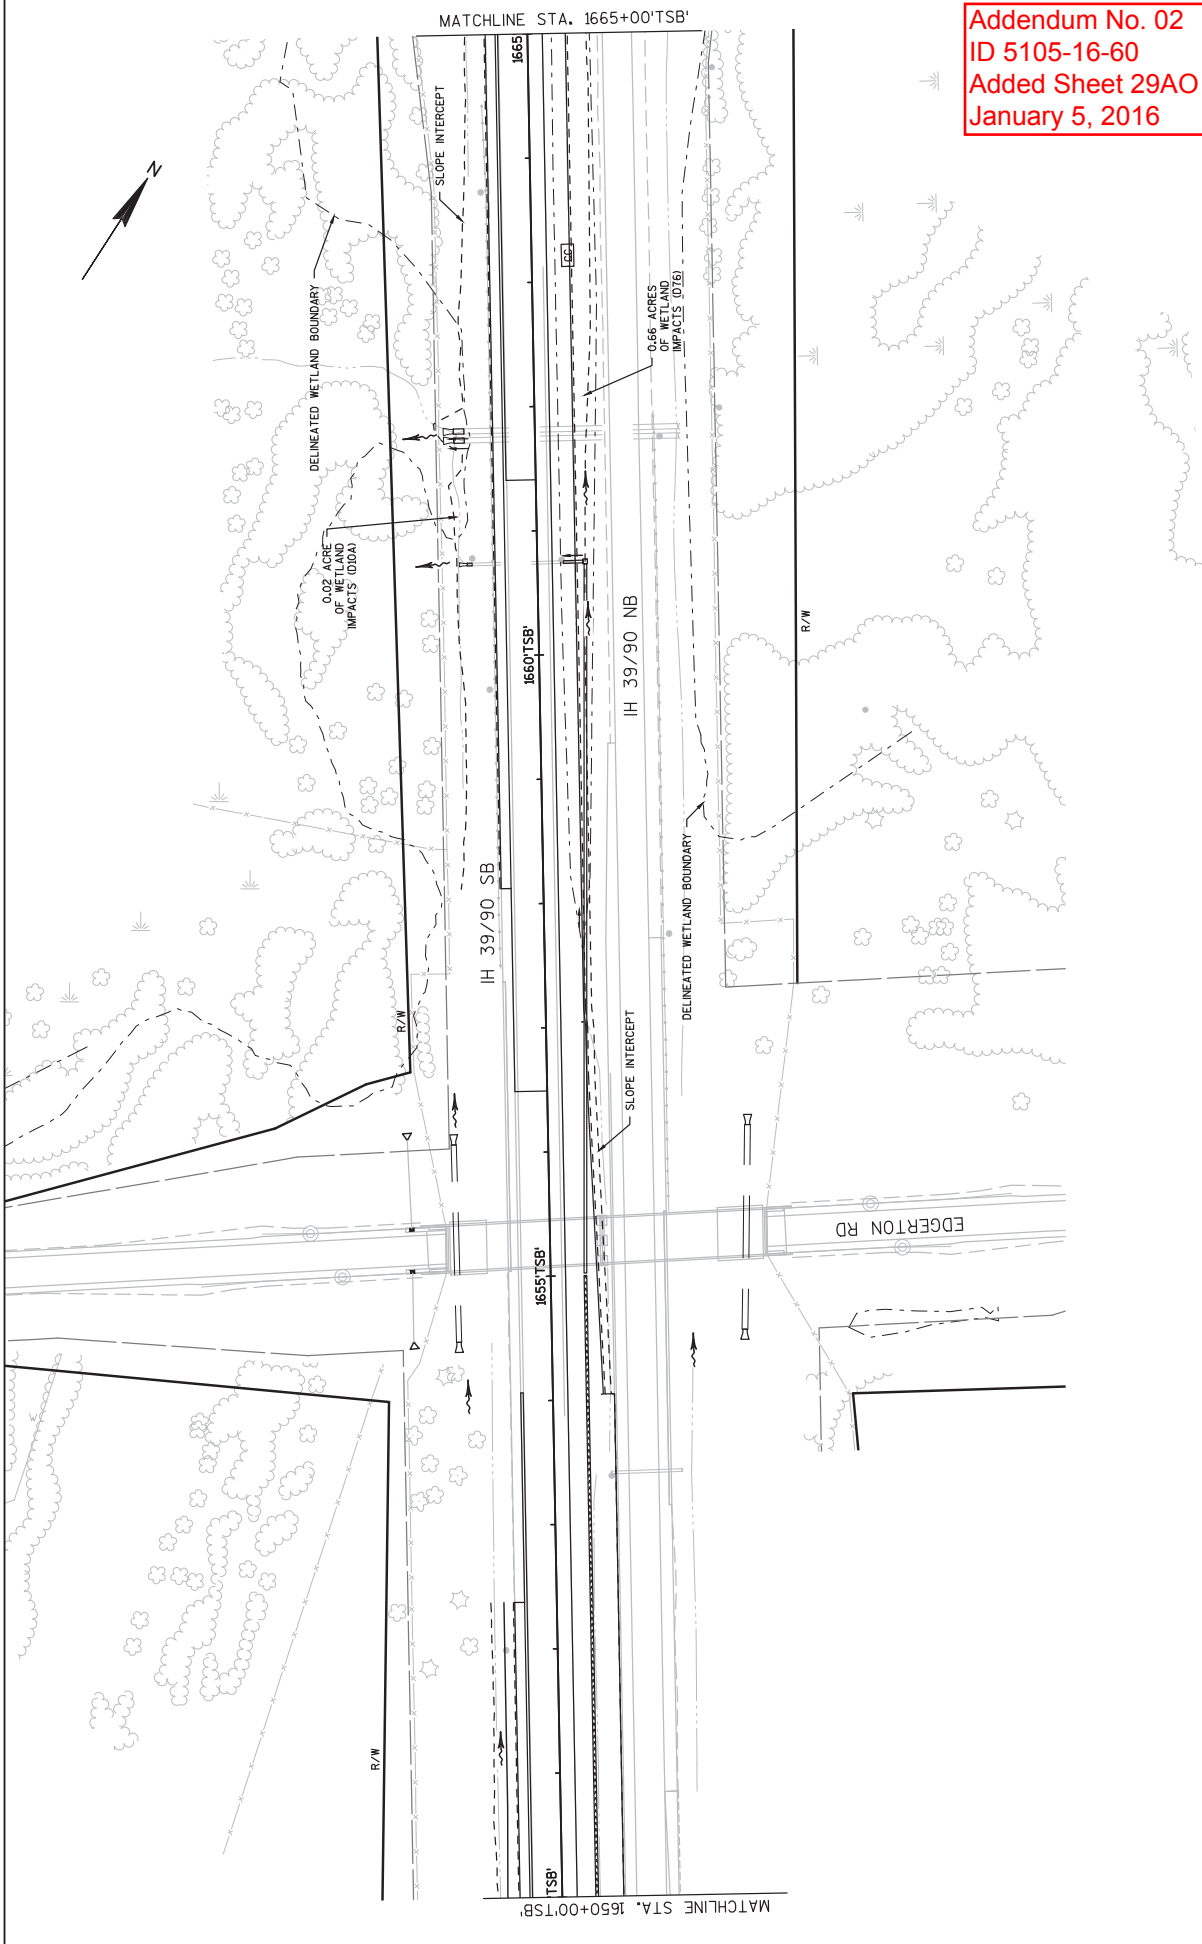 MATCHLINE STA. 1665+00'TSB'
Addendum No. 02
ID 5105-16-60
Added Sheet 29AO
January 5, 2016
N
1665
SLOPE INTERCEPT
DELINEATED WETLAND BOUNDARY
CC
0.66 ACRES
OF WETLAND
IMPACTS (D76)
0.02 ACRE
OF WETLAND
IMPACTS (D10A)
1660'TSB'
IH 39/90 NB
R/W
IH 39/90 SB
DELINEATED WETLAND BOUNDARY
R/W
SLOPE INTERCEPT
EDGERTON RD
1655'TSB'
W
R/W
'TSB'
MATCHLINE STA. 1650+00'TSB'